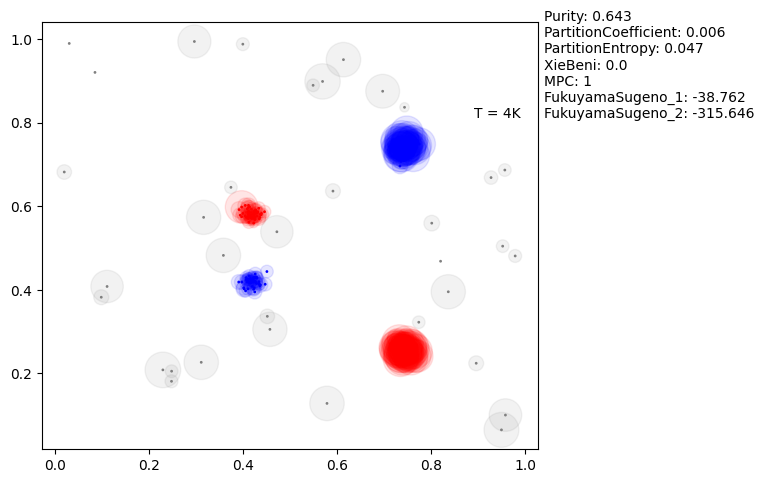 Purity: 0.643
PartitionCoefficient: 0.006
PartitionEntropy: 0.047
XieBeni: 0.0
MPC: 1
FukuyamaSugeno_1: -38.762
FukuyamaSugeno_2: -315.646
T = 4K
1.0
0.8
0.6
0.4
0.2
0.0 0.2 0.4 0.6 0.8 1.0